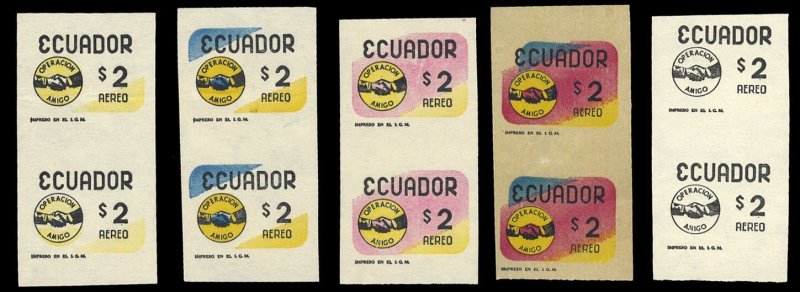 ECUADOR
OPERACION
AMIGO
$2
AEREO
IMPRESO EN EL I. G. M.
ECUADOR
OPERACION
AMIGO
$2
AEREO
IMPRESO EN EL I. G. M.
ECUADOR
OPERACION
AMIGO
$2
AEREO
IMPRESO EN EL I. G. M.
ECUADOR
OPERACION
AMIGO
$2
AEREO
IMPRESO EN EL I. G. M.
ECUADOR
OPERACION
AMIGO
$2
AEREO
IMPRESO EN EL I. G. M.
ECUADOR
OPERACION
AMIGO
$2
AEREO
IMPRESO EN EL I. G. M.
ECUADOR
OPERACION
AMIGO
$2
AEREO
IMPRESO EN EL I. G. M.
ECUADOR
OPERACION
AMIGO
$2
AEREO
IMPRESO EN EL I. G. M.
OPERACION
AMIGO
$2
AEREO
IMPRESO EN EL I. G. M.
OPERACION
AMIGO
$2
AEREO
IMPRESO EN EL I. G. M.